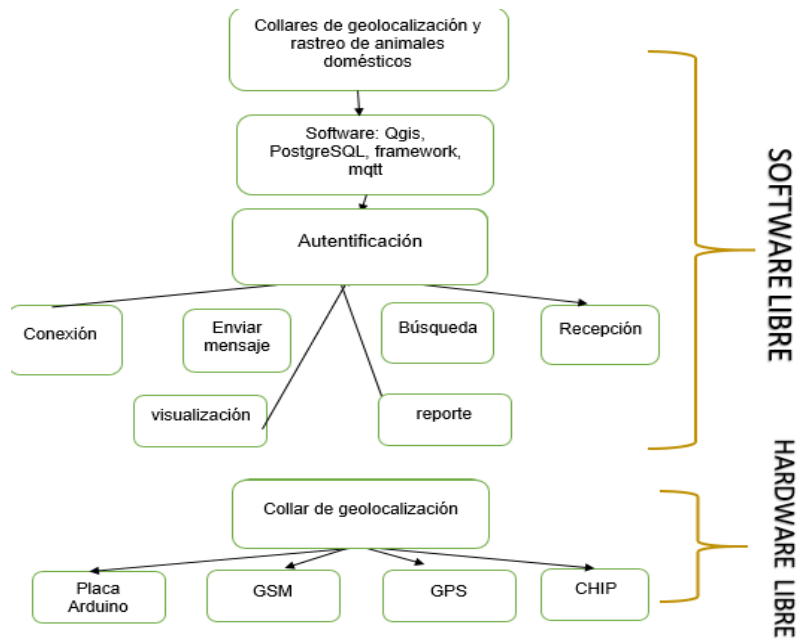 Collares de geolocalización y
rastreo de animales
domésticos
Software: Qgis,
PostgreSQL, framework,
mqtt
Autentificación
Conexión
Enviar
mensaje
Búsqueda
Recepción
visualización
reporte
SOFTWARE LIBRE
Collar de geolocalización
Placa
Arduino
GSM
GPS
CHIP
HARDWARE LIBRE